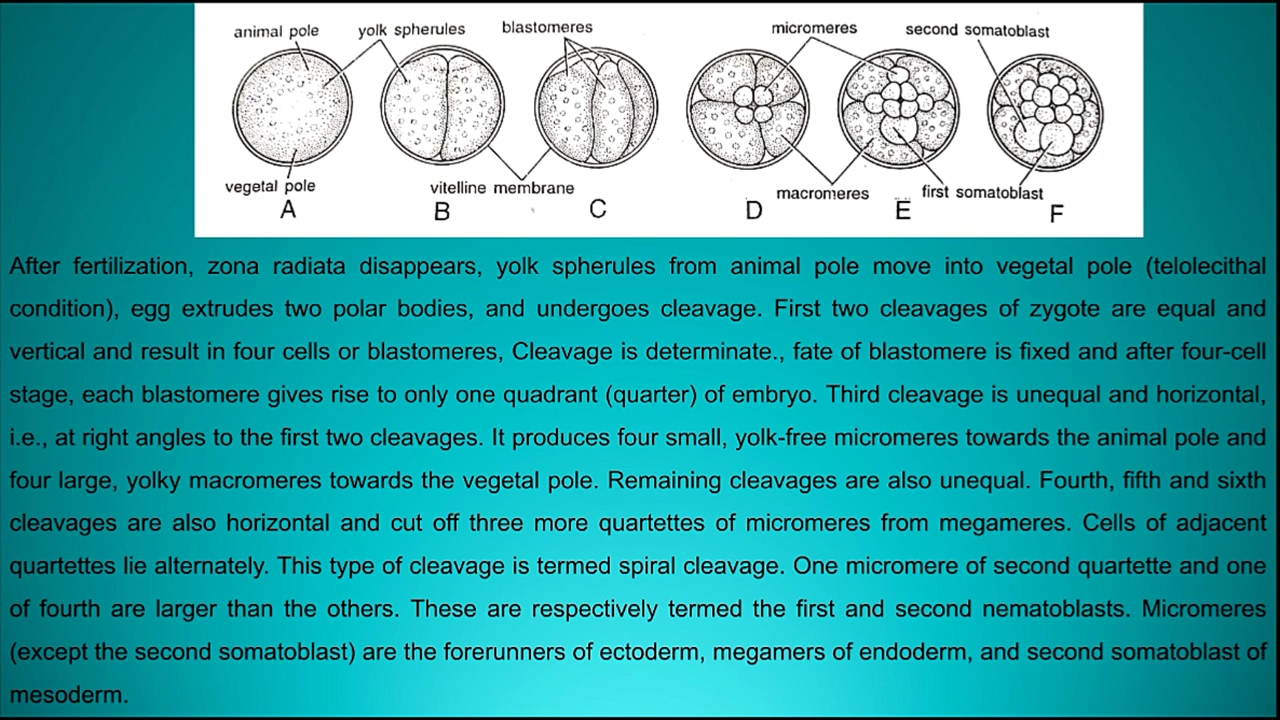 animal pole yolk spherules blastomeres micromeres second somatoblast
vegetal pole vitelline membrane macromeres first somatoblast
A B C D E F
After fertilization, zona radiata disappears, yolk spherules from animal pole move into vegetal pole (telolecithal
condition), egg extrudes two polar bodies, and undergoes cleavage. First two cleavages of zygote are equal and
vertical and result in four cells or blastomeres, Cleavage is determinate., fate of blastomere is fixed and after four-cell
stage, each blastomere gives rise to only one quadrant (quarter) of embryo. Third cleavage is unequal and horizontal,
i.e., at right angles to the first two cleavages. It produces four small, yolk-free micromeres towards the animal pole and
four large, yolky macromeres towards the vegetal pole. Remaining cleavages are also unequal. Fourth, fifth and sixth
cleavages are also horizontal and cut off three more quartettes of micromeres from megameres. Cells of adjacent
quartettes lie alternately. This type of cleavage is termed spiral cleavage. One micromere of second quartette and one
of fourth are larger than the others. These are respectively termed the first and second nematoblasts. Micromeres
(except the second somatoblast) are the forerunners of ectoderm, megamers of endoderm, and second somatoblast of
mesoderm.